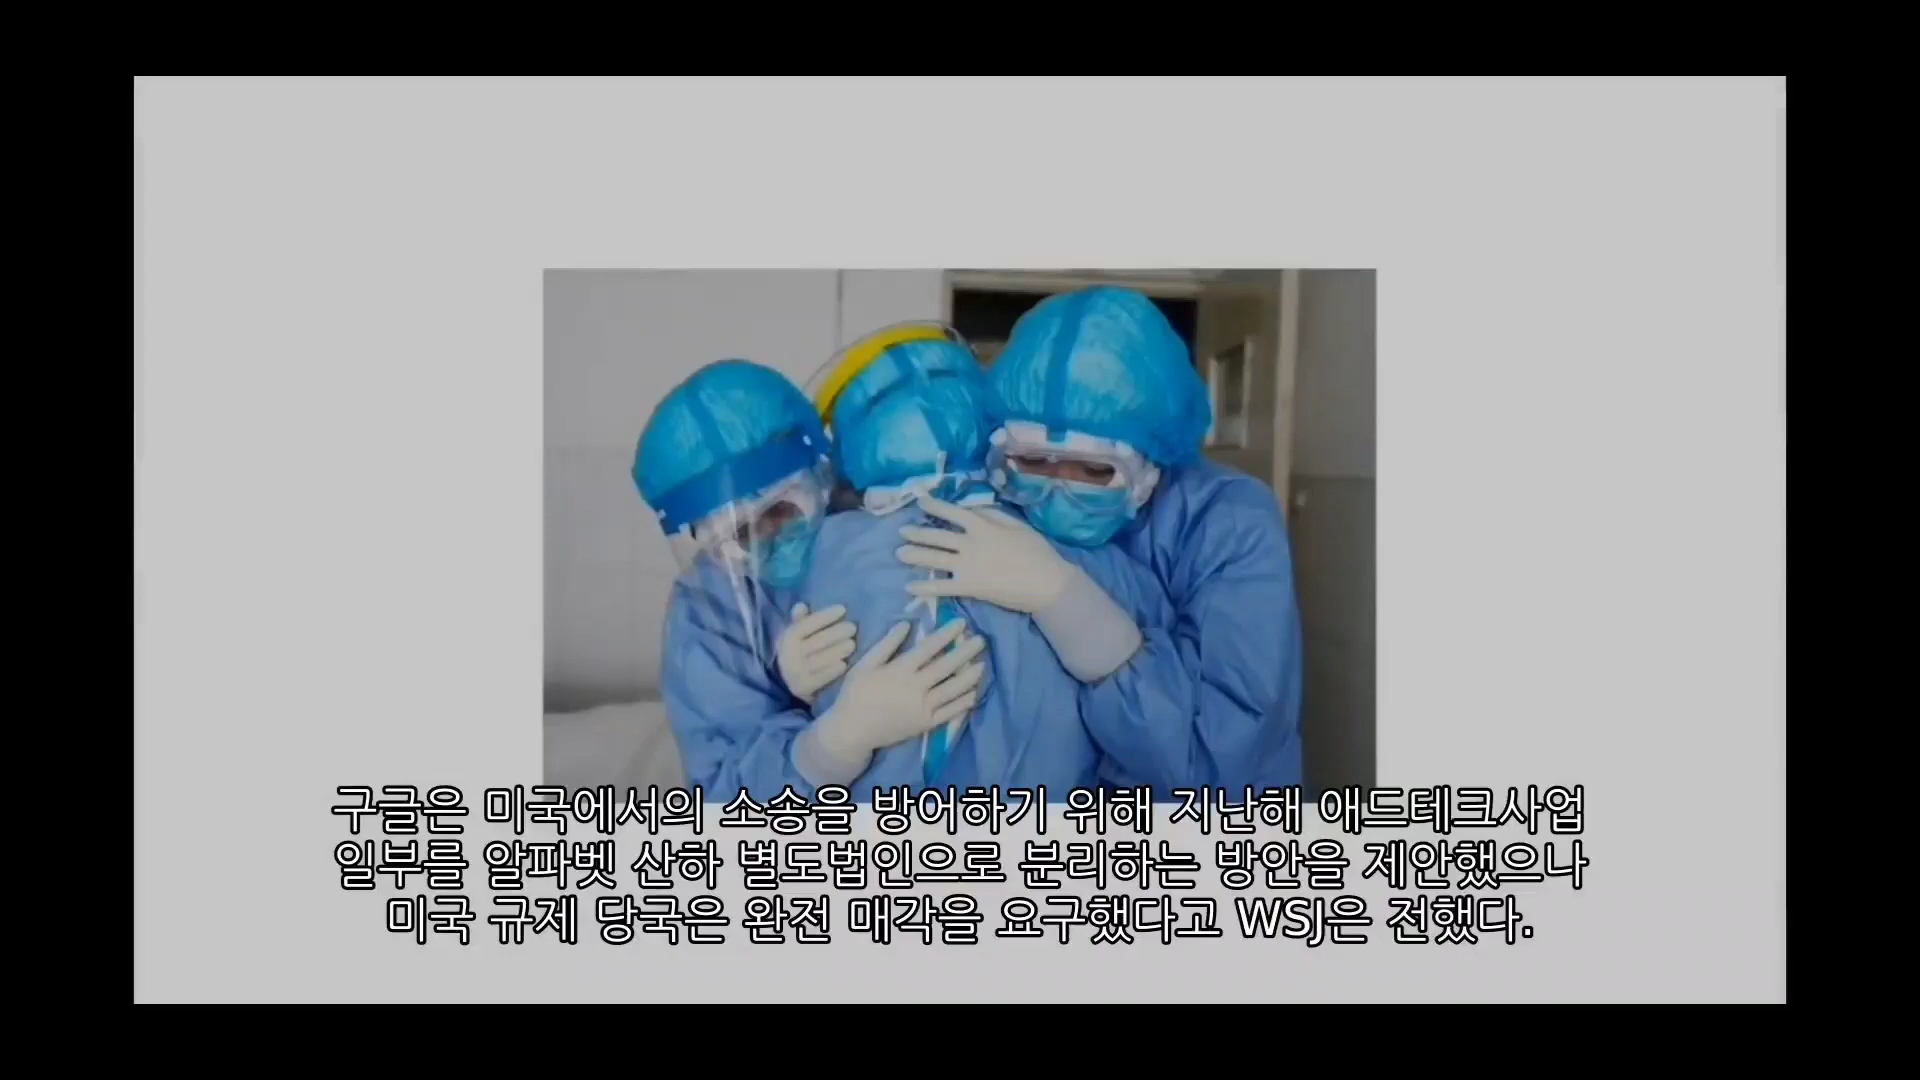 구글은 미국에서의 소송을 방어하기 위해 지난해 애드테크사업
일부를 알파벳 산하 별도법인으로 분리하는 방안을 제안했으나
미국 규제 당국은 완전 매각을 요구했다고 WSJ은 전했다.